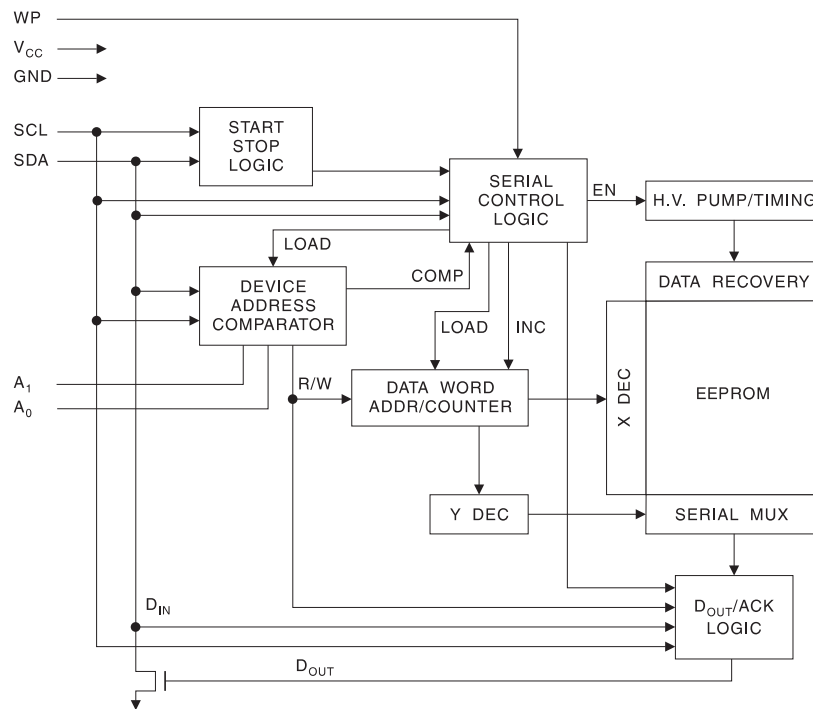 WP
VCC
GND
SCL
SDA
START
STOP
LOGIC
SERIAL
CONTROL
LOGIC
EN
H.V. PUMP/TIMING
LOAD
COMP
DEVICE
ADDRESS
COMPARATOR
DATA RECOVERY
LOAD
INC
A1
A0
R/W
DATA WORD
ADDR/COUNTER
X DEC
EEPROM
Y DEC
SERIAL MUX
DIN
DOUT/ACK
LOGIC
DOUT